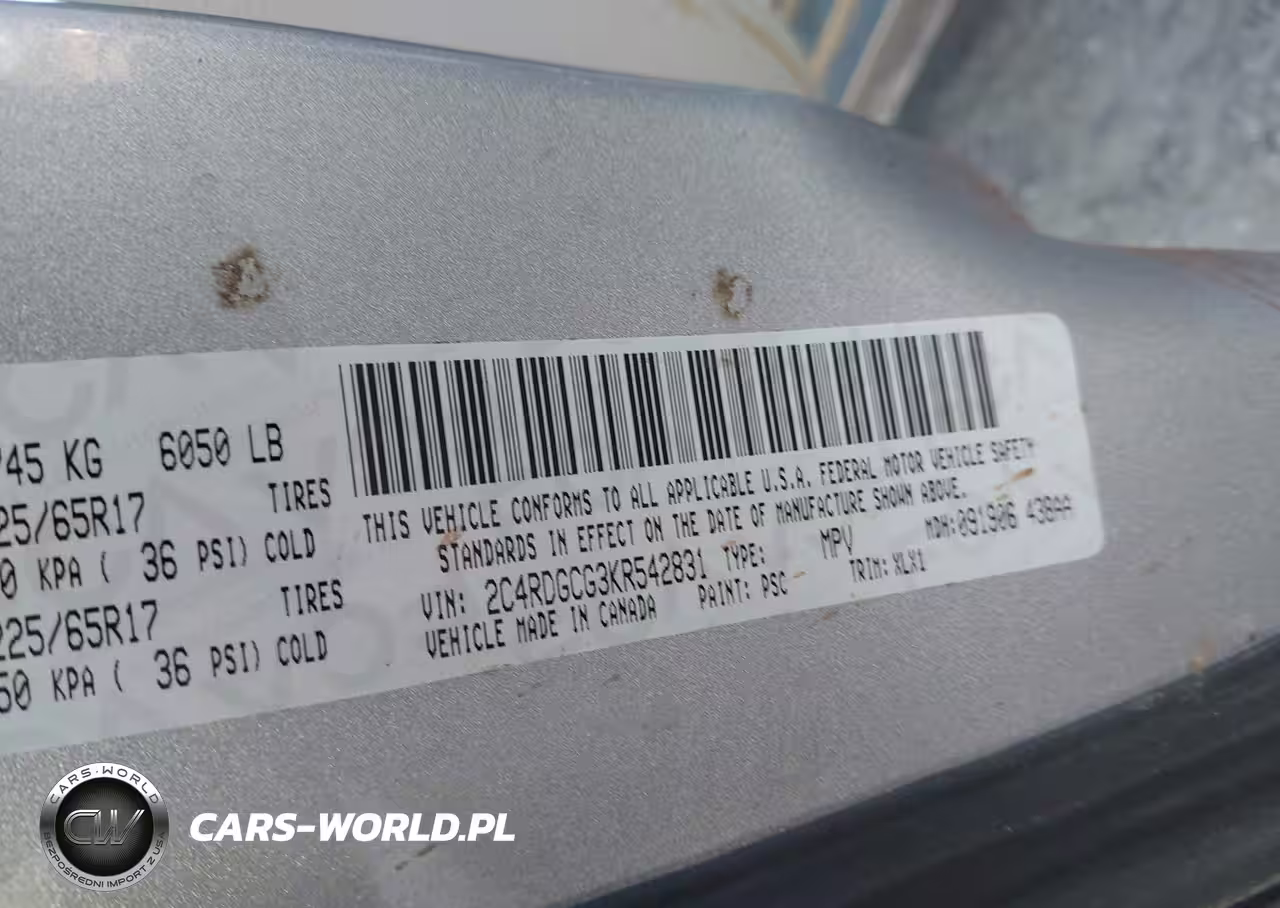 745 KG 6050 LB
25/65R17 TIRES
0 KPA ( 36 PSI) COLD
225/65R17 TIRES
50 KPA ( 36 PSI) COLD
THIS VEHICLE CONFORMS TO ALL APPLICABLE U.S.A. FEDERAL MOTOR VEHICLE SAFETY
STANDARDS IN EFFECT ON THE DATE OF MANUFACTURE SHOWN ABOVE.
VIN: 2C4RDGCG3KR542831 TYPE: MPV MDH:091906 438AA
VEHICLE MADE IN CANADA PAINT: PSC TRIM: XLX1
CARS-WORLD
CW
BEZPOŚREDNI IMPORT Z USA
CARS-WORLD.PL